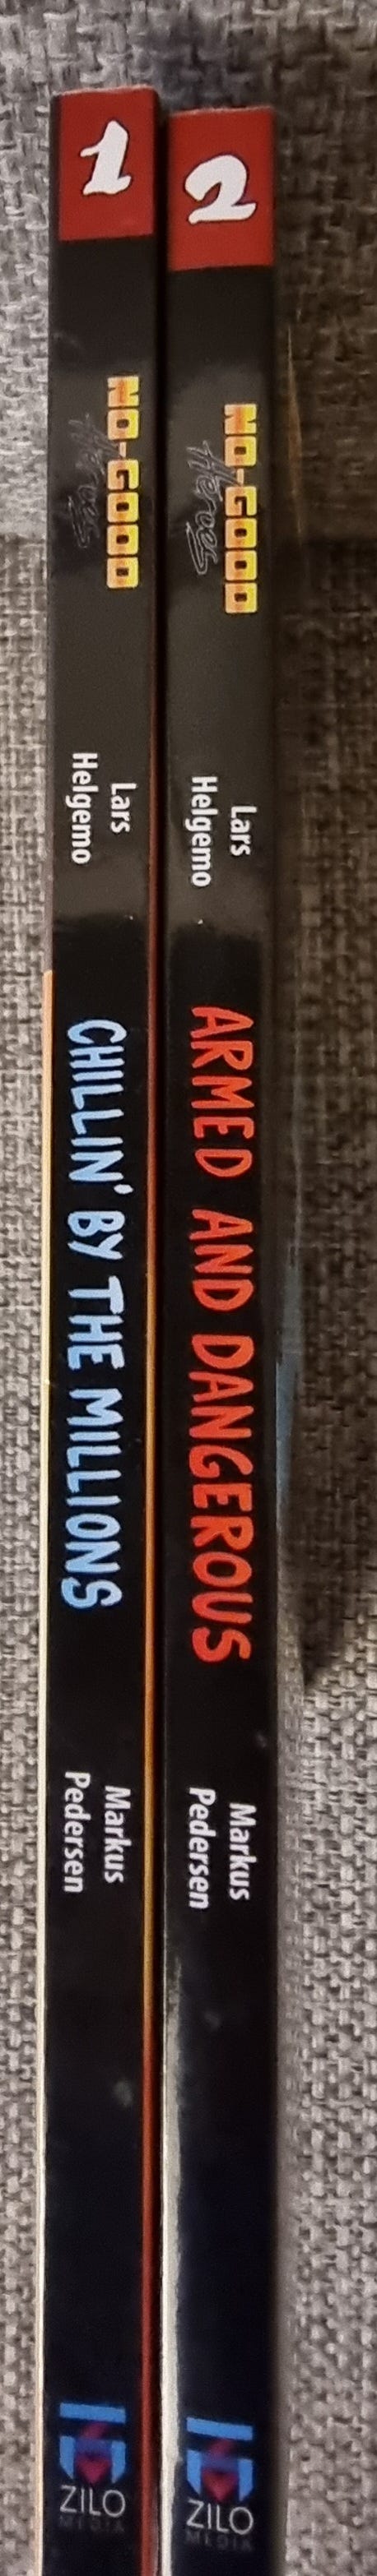 1
NO-GOOD
Heroes
Lars
Helgemo
CHILLIN' BY THE MILLIONS
Markus
Pedersen
ZILO
MEDIA
2
NO-GOOD
Heroes
Lars
Helgemo
ARMED AND DANGEROUS
Markus
Pedersen
ZILO
MEDIA